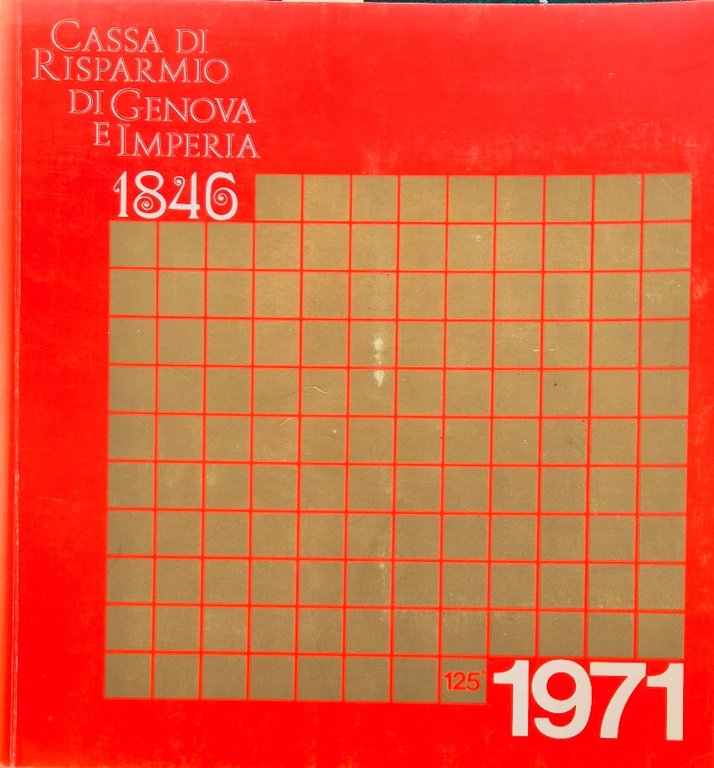 CASSA DI
RISPARMIO
DI GENOVA
E IMPERIA
1846
125°
1971